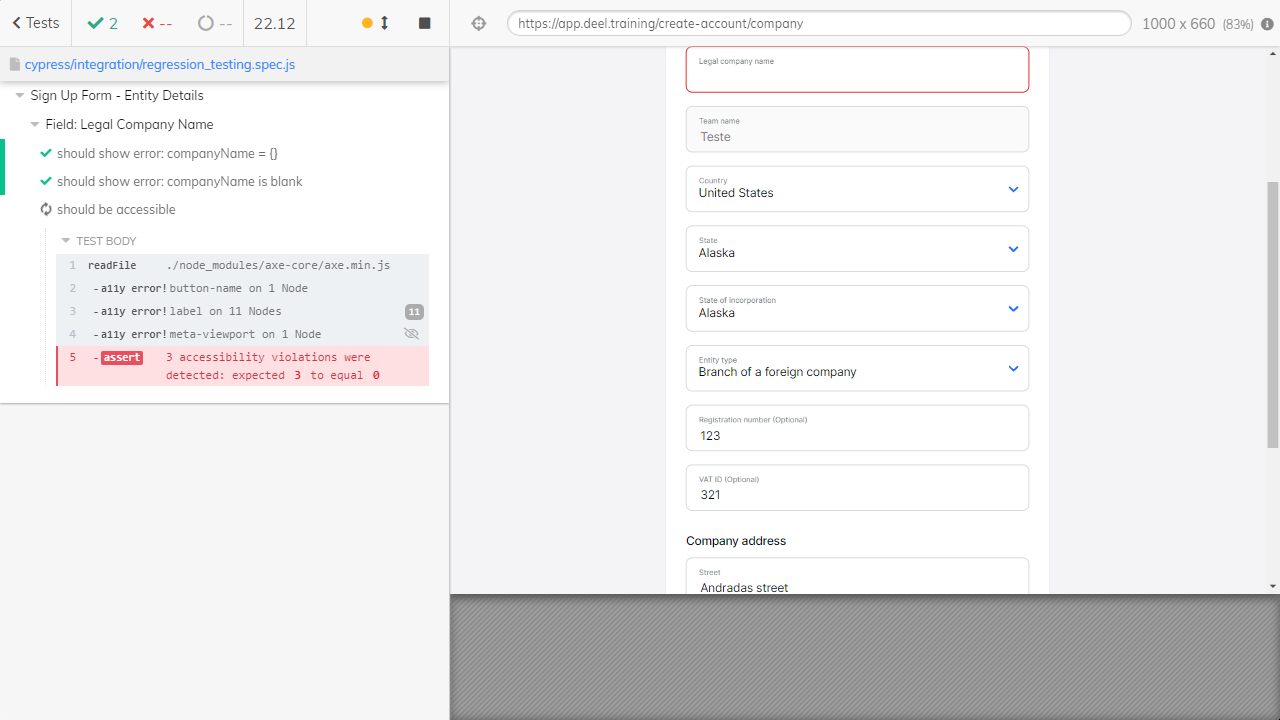 Tests
2
--
--
22.12
https://app.deel.training/create-account/company
1000 x 660 (83%)
cypress/integration/regression_testing.spec.js
Sign Up Form - Entity Details
Field: Legal Company Name
should show error: companyName = {}
should show error: companyName is blank
should be accessible
TEST BODY
1 readFile ./node_modules/axe-core/axe.min.js
2 -a11y error! button-name on 1 Node
3 -a11y error! label on 11 Nodes 11
4 -a11y error! meta-viewport on 1 Node
5 -assert 3 accessibility violations were
detected: expected 3 to equal 0
Legal company name
Team name
Teste
Country
United States
State
Alaska
State of incorporation
Alaska
Entity type
Branch of a foreign company
Registration number (Optional)
123
VAT ID (Optional)
321
Company address
Street
Andradas street